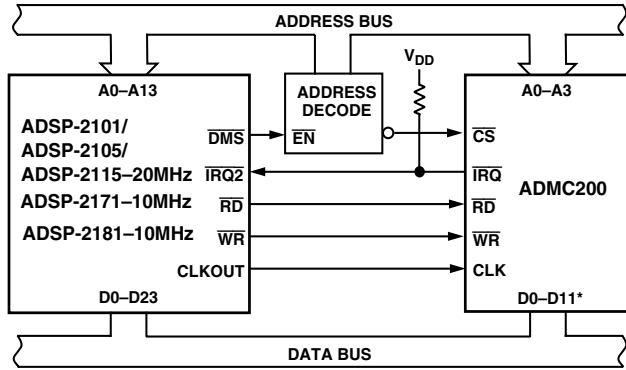 ADDRESS BUS
A0–A13
ADSP-2101/
ADSP-2105/
ADSP-2115–20MHz
ADSP-2171–10MHz
ADSP-2181–10MHz
DMS
IRQ2
RD
WR
CLKOUT
D0–D23
ADDRESS
DECODE
EN
VDD
A0–A3
CS
IRQ
ADMC200
RD
WR
CLK
D0–D11*
DATA BUS